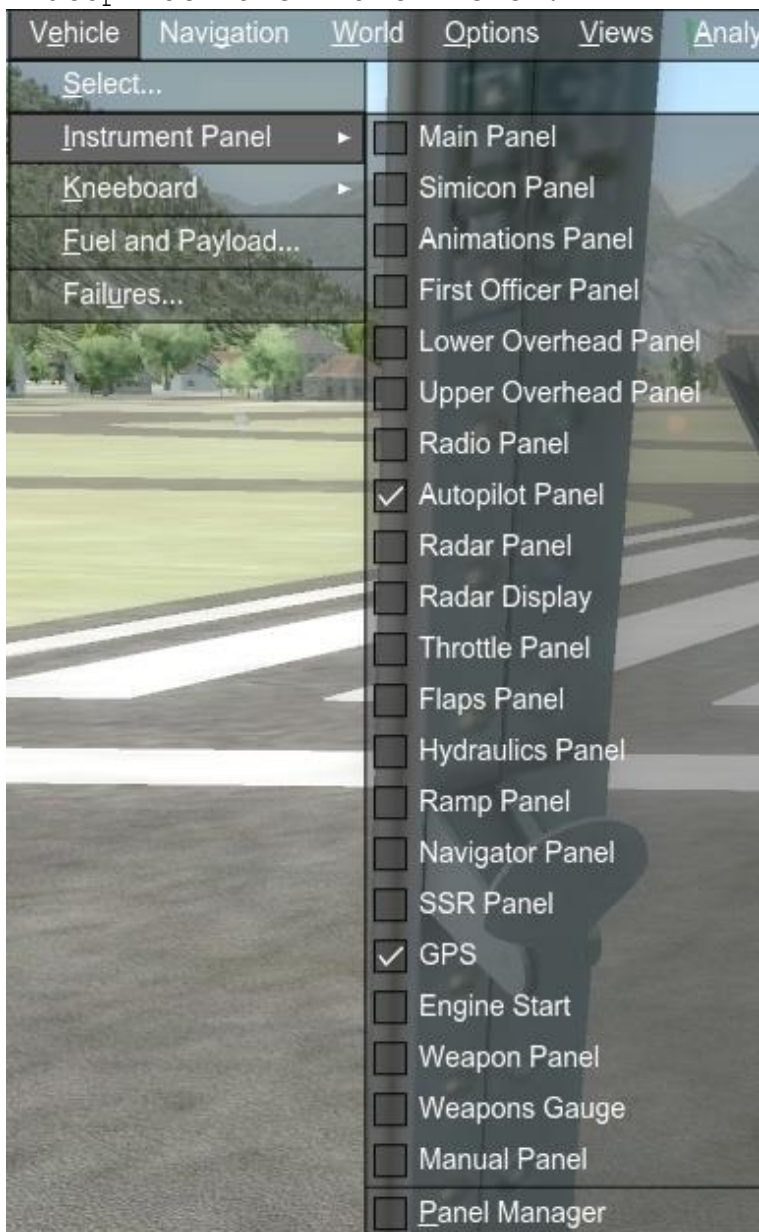 Vehicle Navigation World Options Views Analy
Select...
Instrument Panel
Kneeboard
Fuel and Payload...
Failures...
Main Panel
Simicon Panel
Animations Panel
First Officer Panel
Lower Overhead Panel
Upper Overhead Panel
Radio Panel
Autopilot Panel
Radar Panel
Radar Display
Throttle Panel
Flaps Panel
Hydraulics Panel
Ramp Panel
Navigator Panel
SSR Panel
GPS
Engine Start
Weapon Panel
Weapons Gauge
Manual Panel
Panel Manager